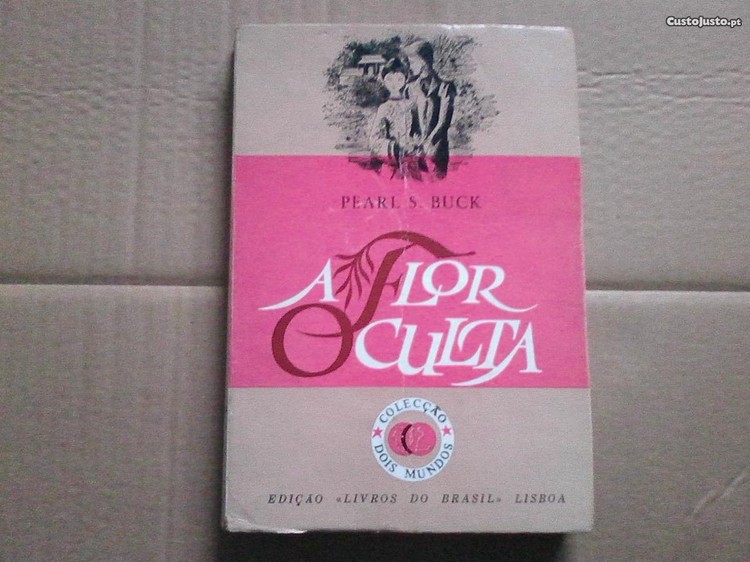 CustoJusto.pt
PEARL S. BUCK
A FLOR
OCULTA
COLECÇÃO
DOIS MUNDOS
EDIÇÃO «LIVROS DO BRASIL» LISBOA